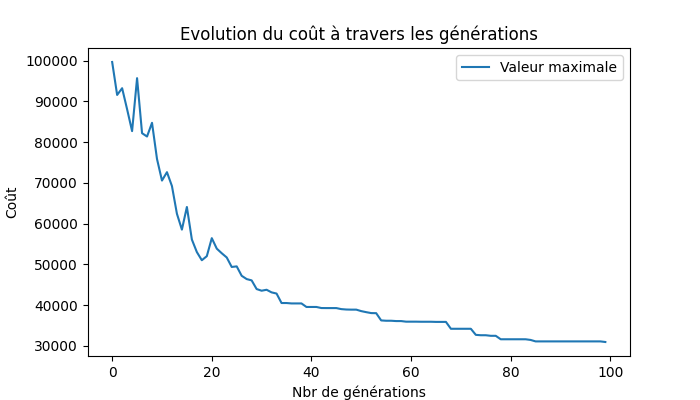 Evolution du coût à travers les générations
Valeur maximale
Coût
100000
90000
80000
70000
60000
50000
40000
30000
0 20 40 60 80 100
Nbr de générations